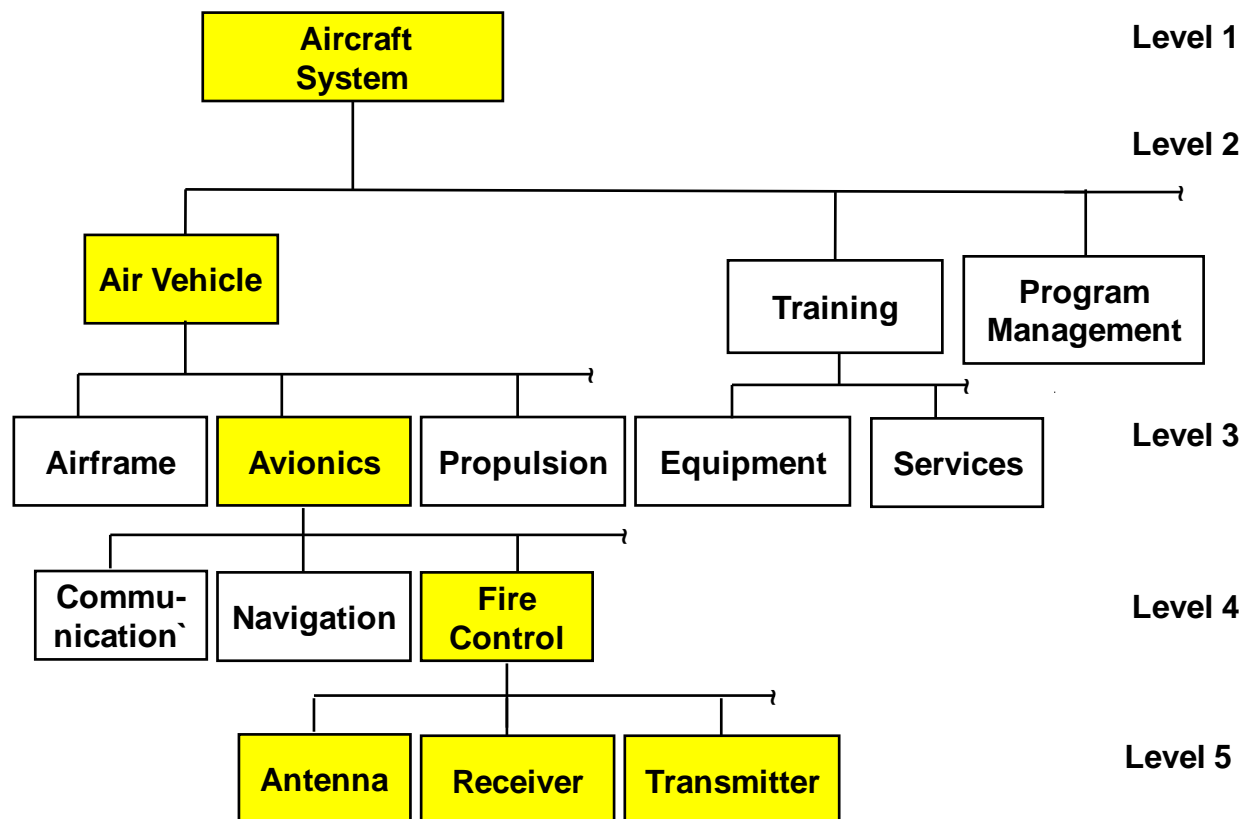 Aircraft
System
Level 1
Level 2
Air Vehicle
Training
Program
Management
Airframe
Avionics
Propulsion
Equipment
Services
Level 3
Commu-
nication`
Navigation
Fire
Control
Level 4
Antenna
Receiver
Transmitter
Level 5